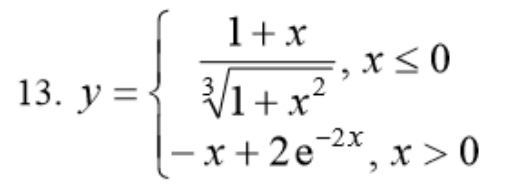 13. y = { (1 + x) / ∛(1 + x²), x ≤ 0
− x + 2e^(−2x), x > 0